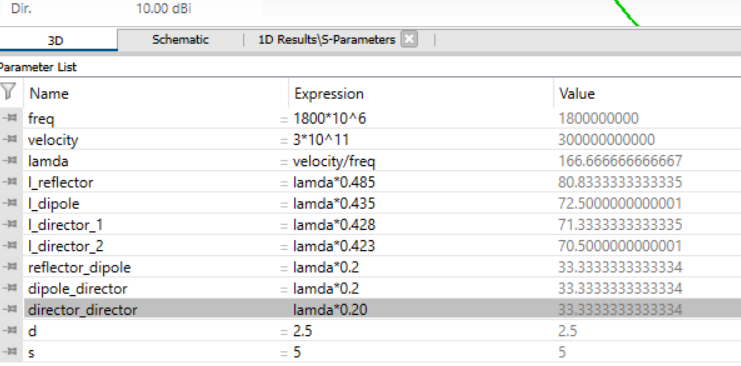 Dir. 10.00 dBi
3D Schematic 1D Results\S-Parameters
Parameter List
Name Expression Value
freq = 1800*10^6 1800000000
velocity = 3*10^11 300000000000
lamda = velocity/freq 166.666666666667
l_reflector = lamda*0.485 80.8333333333335
l_dipole = lamda*0.435 72.5000000000001
l_director_1 = lamda*0.428 71.3333333333335
l_director_2 = lamda*0.423 70.5000000000001
reflector_dipole = lamda*0.2 33.3333333333334
dipole_director = lamda*0.2 33.3333333333334
director_director lamda*0.20 33.3333333333334
d = 2.5 2.5
s = 5 5